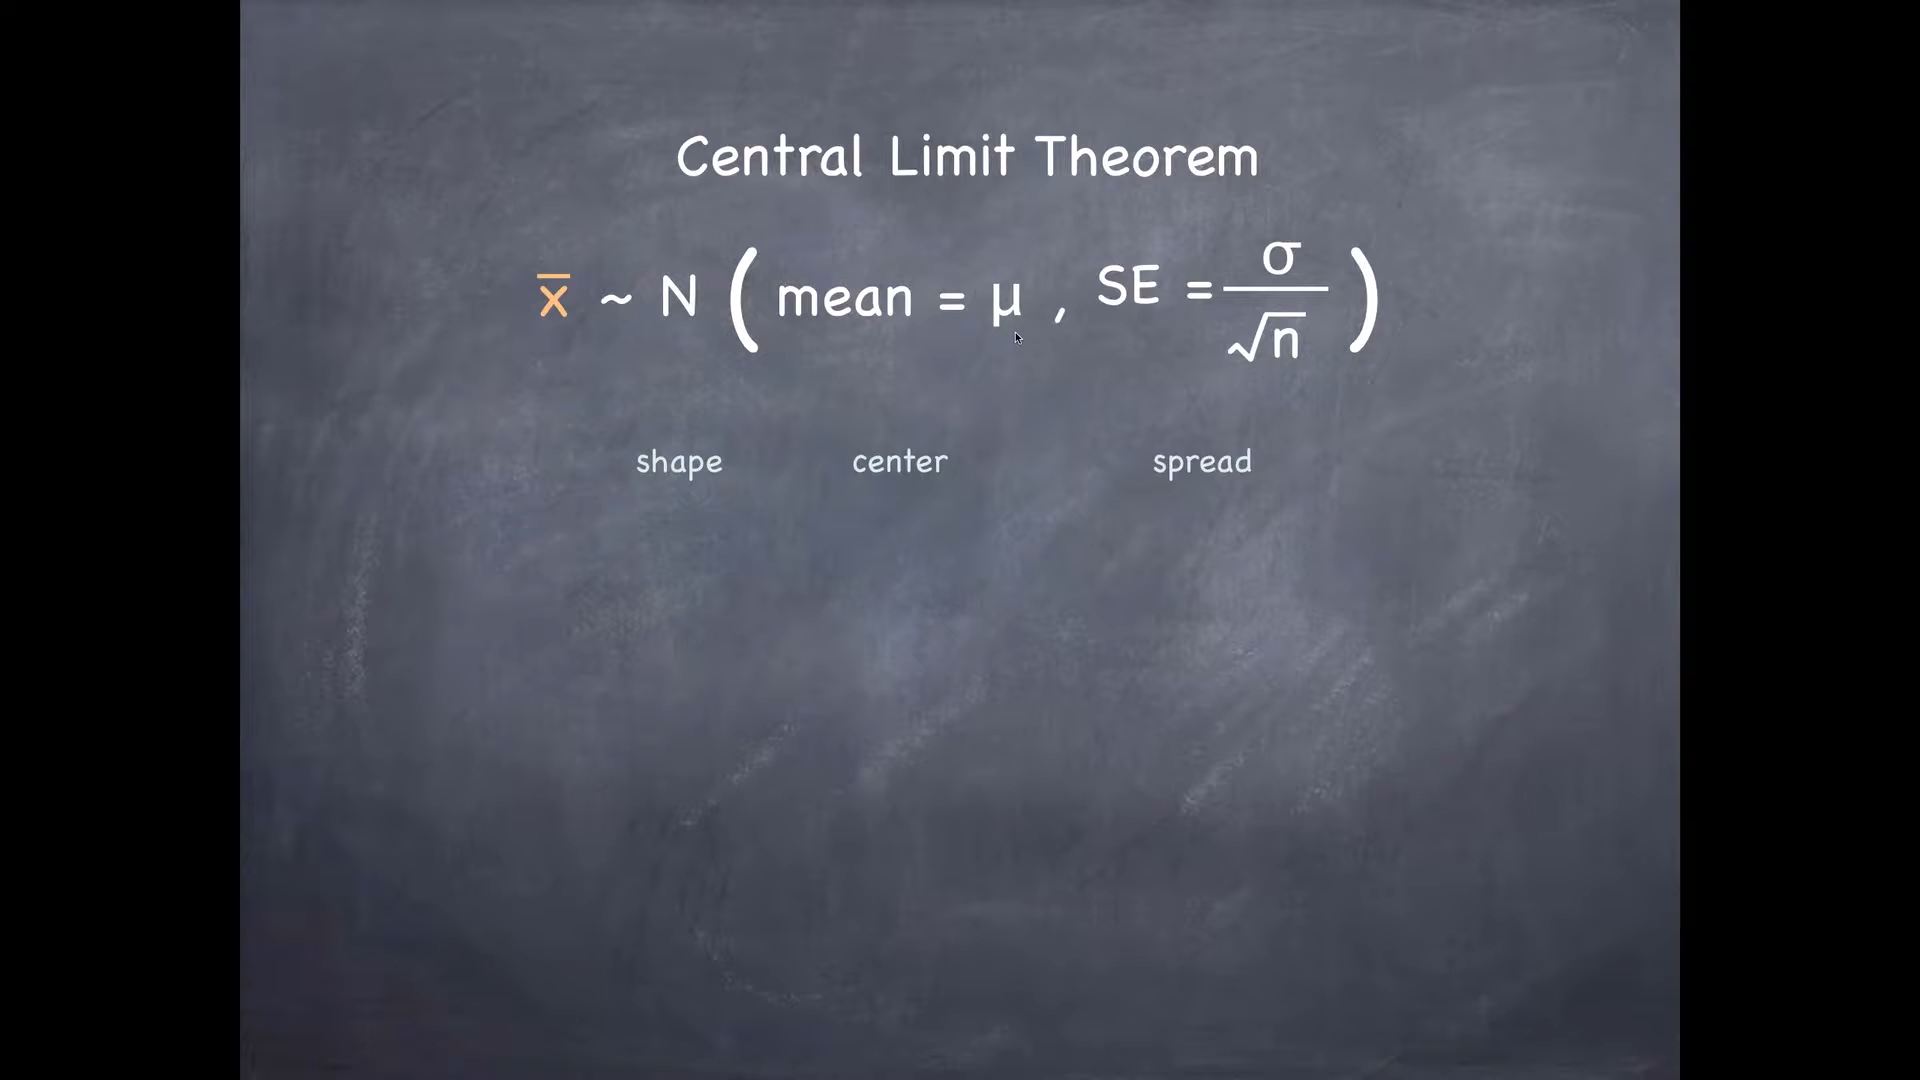 Central Limit Theorem
x̄ ~ N ( mean = μ , SE = σ / √n )
shape center spread